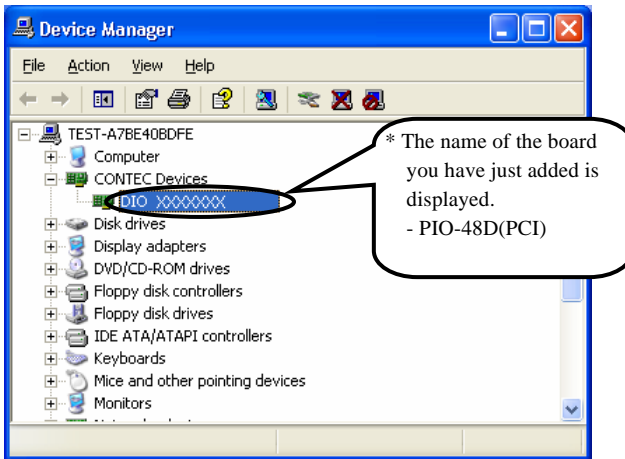 Device Manager
File Action View Help
TEST-A7BE40BDFE
Computer
CONTEC Devices
DIO XXXXXXX
Disk drives
Display adapters
DVD/CD-ROM drives
Floppy disk controllers
Floppy disk drives
IDE ATA/ATAPI controllers
Keyboards
Mice and other pointing devices
Monitors
* The name of the board
you have just added is
displayed.
- PIO-48D(PCI)